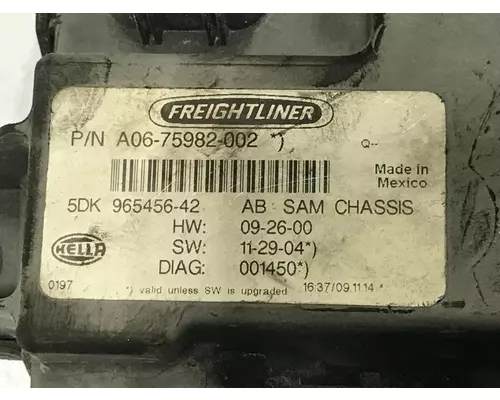 FREIGHTLINER
P/N A06-75982-002 *)
Q--
Made in
Mexico
5DK 965456-42 AB SAM CHASSIS
HW: 09-26-00
HELLA
SW: 11-29-04*)
DIAG: 001450*)
0197 *) valid unless SW is upgraded 16:37/09.11.14 *